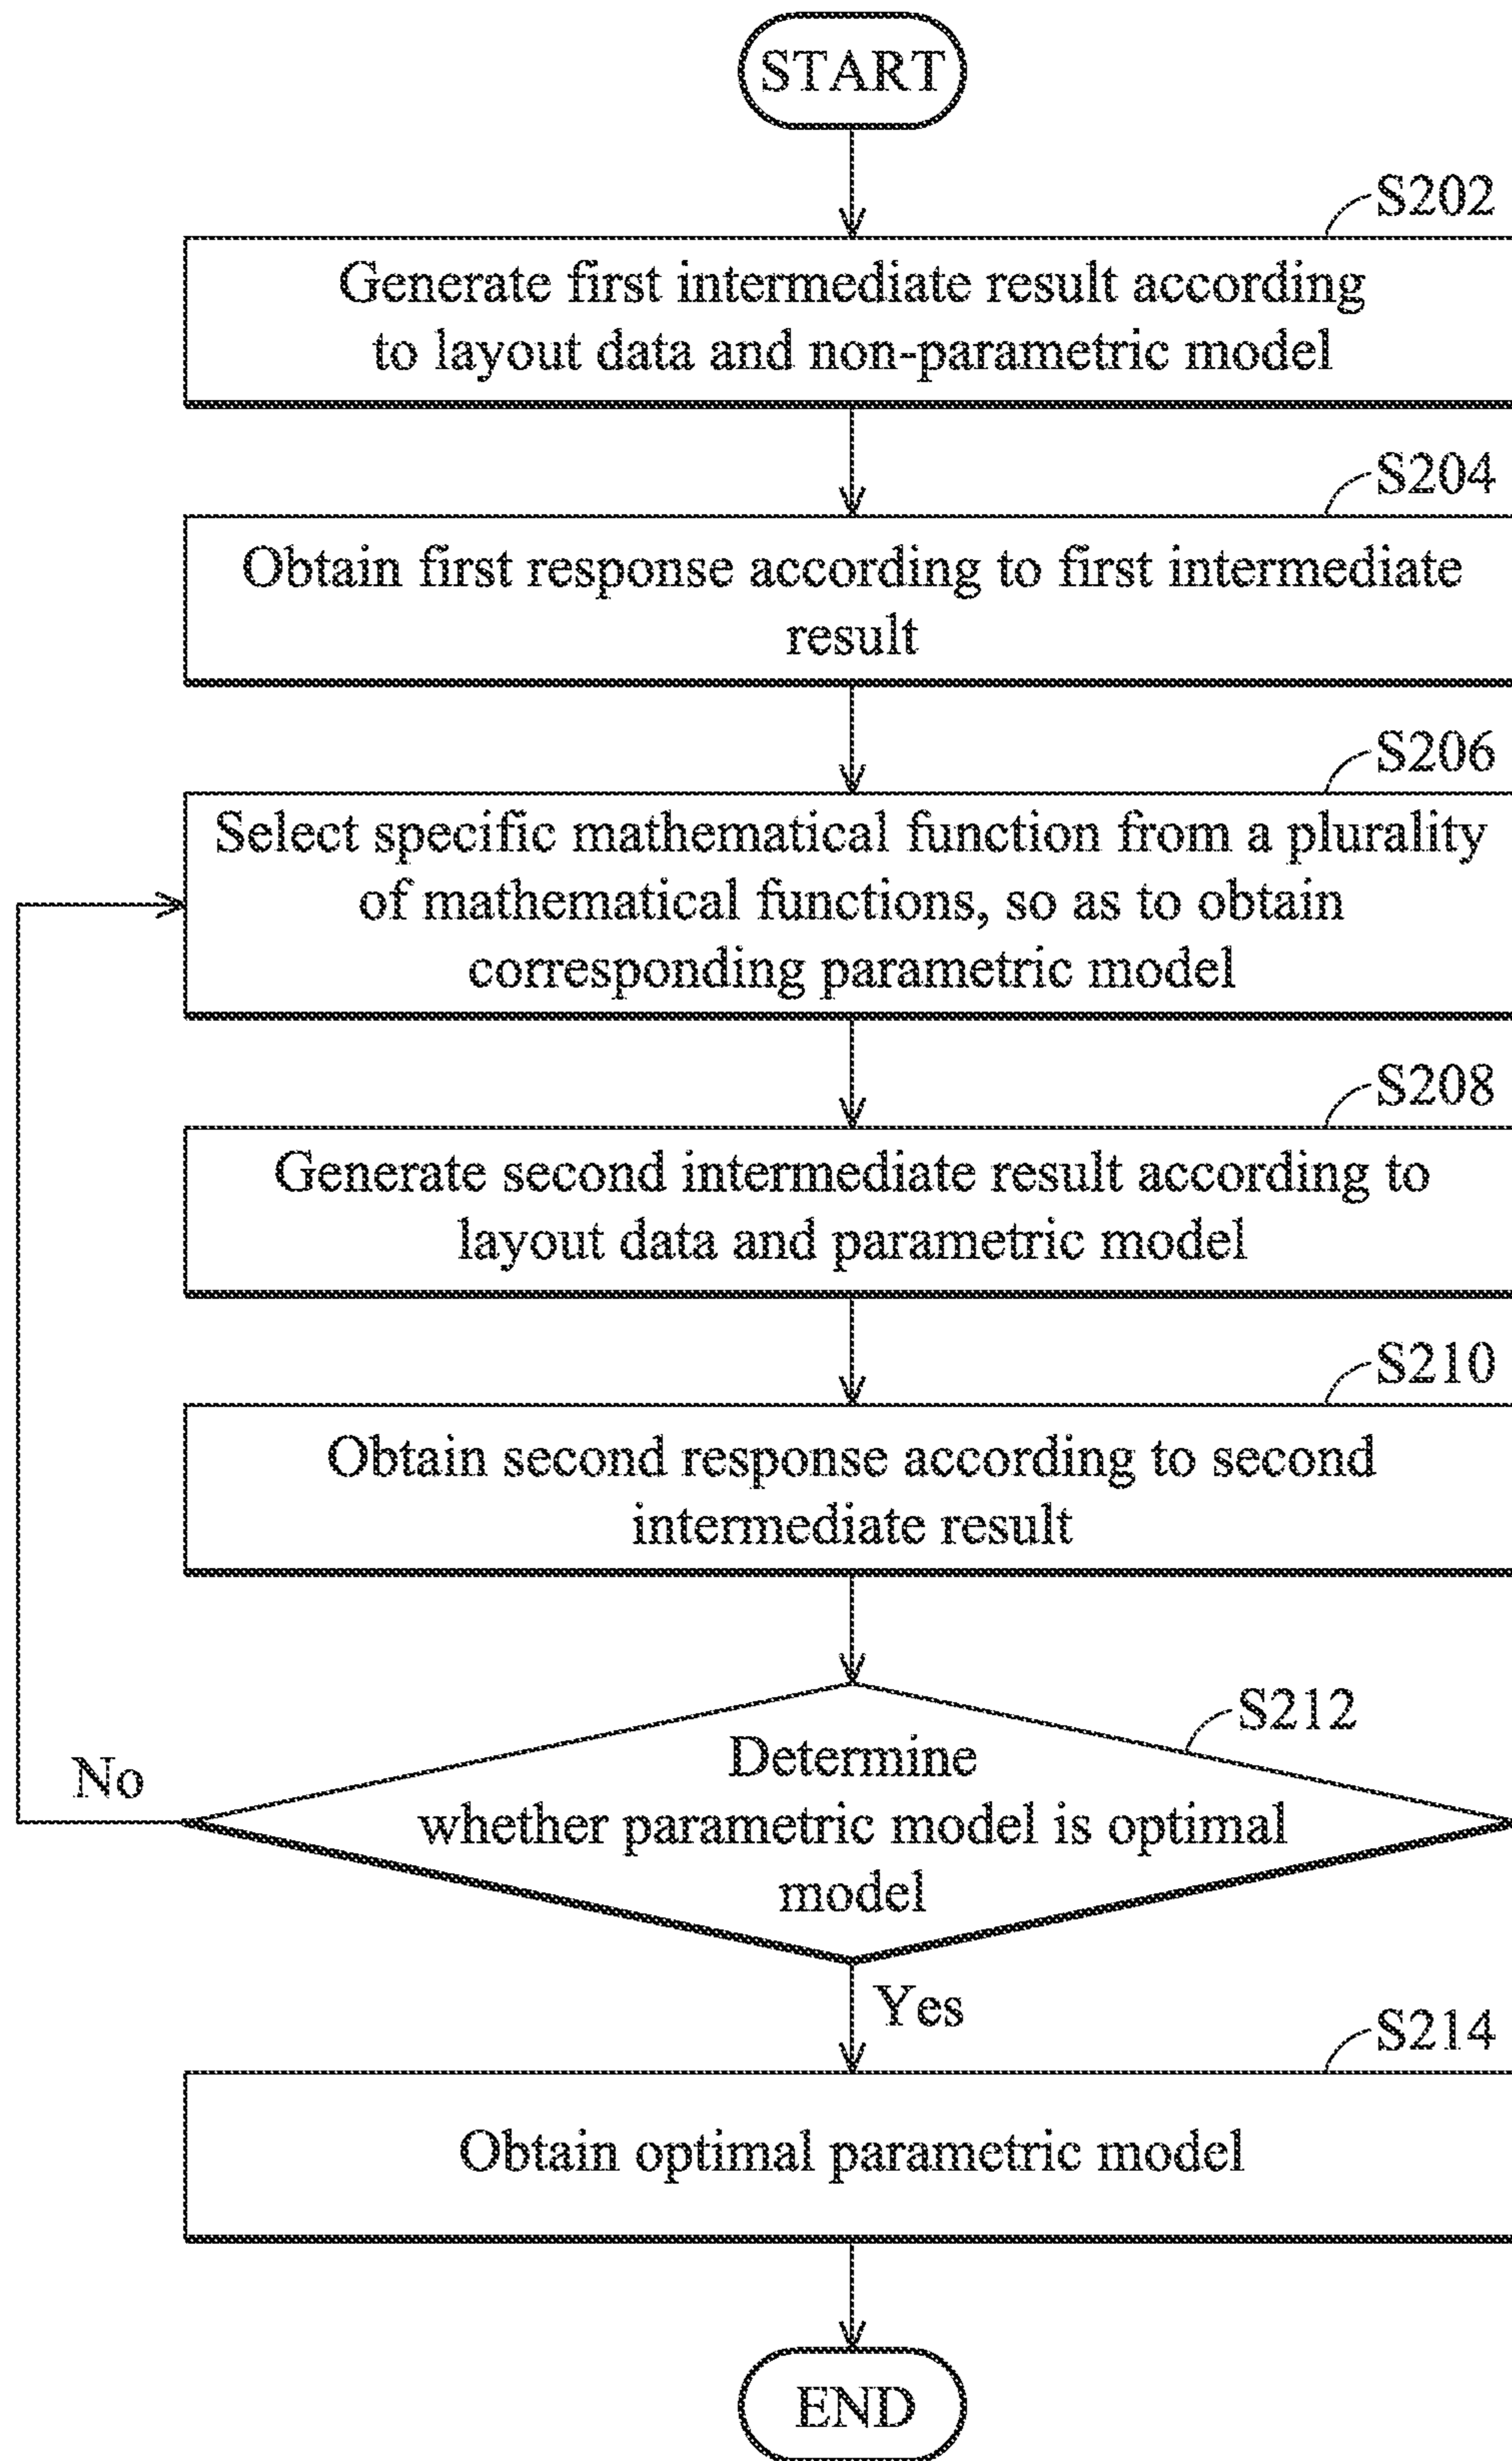 START
S202
Generate first intermediate result according
to layout data and non-parametric model
S204
Obtain first response according to first intermediate
result
S206
Select specific mathematical function from a plurality
of mathematical functions, so as to obtain
corresponding parametric model
S208
Generate second intermediate result according to
layout data and parametric model
S210
Obtain second response according to second
intermediate result
S212
Determine
whether parametric model is optimal
model
No
Yes
S214
Obtain optimal parametric model
END